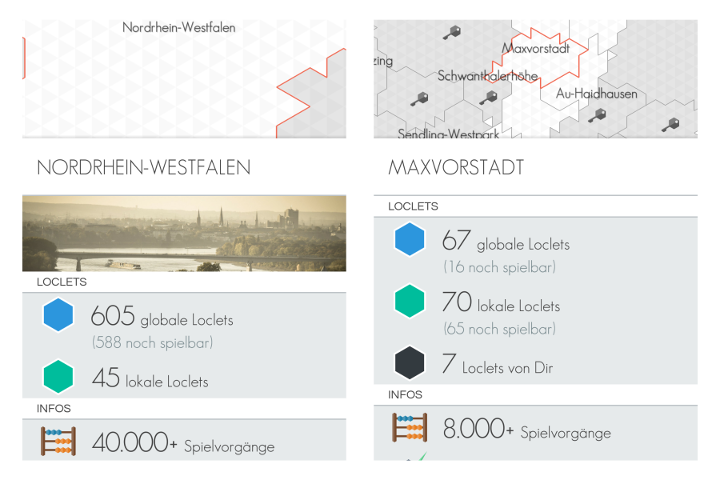 Nordrhein-Westfalen
NORDRHEIN-WESTFALEN
LOCLETS
605 globale Loclets
(588 noch spielbar)
45 lokale Loclets
INFOS
40.000+ Spielvorgänge
Maxvorstadt
zing
Schwanthalerhöhe
Au-Haidhausen
Sendling-Westpark
MAXVORSTADT
LOCLETS
67 globale Loclets
(16 noch spielbar)
70 lokale Loclets
(65 noch spielbar)
7 Loclets von Dir
INFOS
8.000+ Spielvorgänge